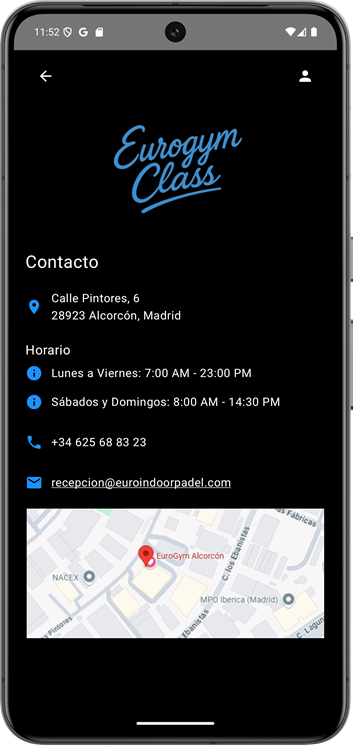 11:52
Eurogym
Class
Contacto
Calle Pintores, 6
28923 Alcorcón, Madrid
Horario
Lunes a Viernes: 7:00 AM - 23:00 PM
Sábados y Domingos: 8:00 AM - 14:30 PM
+34 625 68 83 23
recepcion@euroindoorpadel.com
as Fábricas
EuroGym Alcorcón
C. los Ebanistas
NACEX
MPO Iberica (Madrid)
os Pintores
Ebanistas
C. Lagun